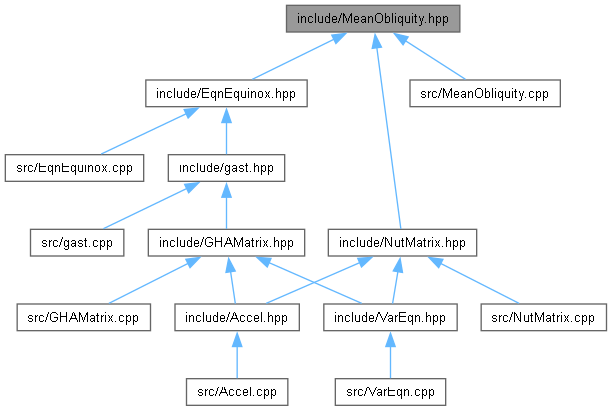 include/MeanObliquity.hpp
include/EqnEquinox.hpp
src/MeanObliquity.cpp
src/EqnEquinox.cpp
include/gast.hpp
src/gast.cpp
include/GHAMatrix.hpp
include/NutMatrix.hpp
src/GHAMatrix.cpp
include/Accel.hpp
include/VarEqn.hpp
src/NutMatrix.cpp
src/Accel.cpp
src/VarEqn.cpp